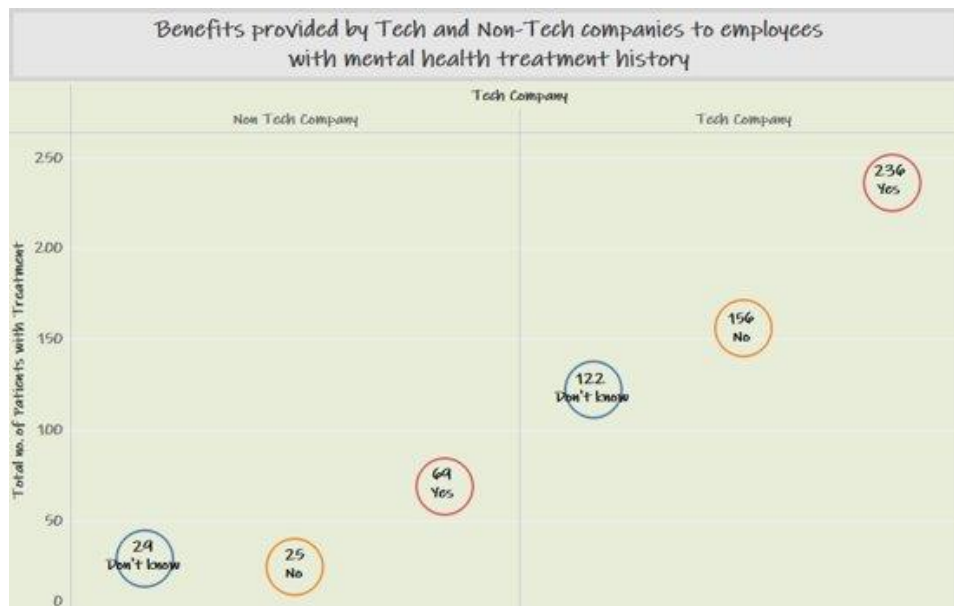 Benefits provided by Tech and Non-Tech companies to employees
with mental health treatment history
Tech Company
Non Tech Company
Tech Company
Total no. of Patients with Treatment
250
200
150
100
50
0
29
Don't know
25
No
69
Yes
122
Don't know
156
No
236
Yes